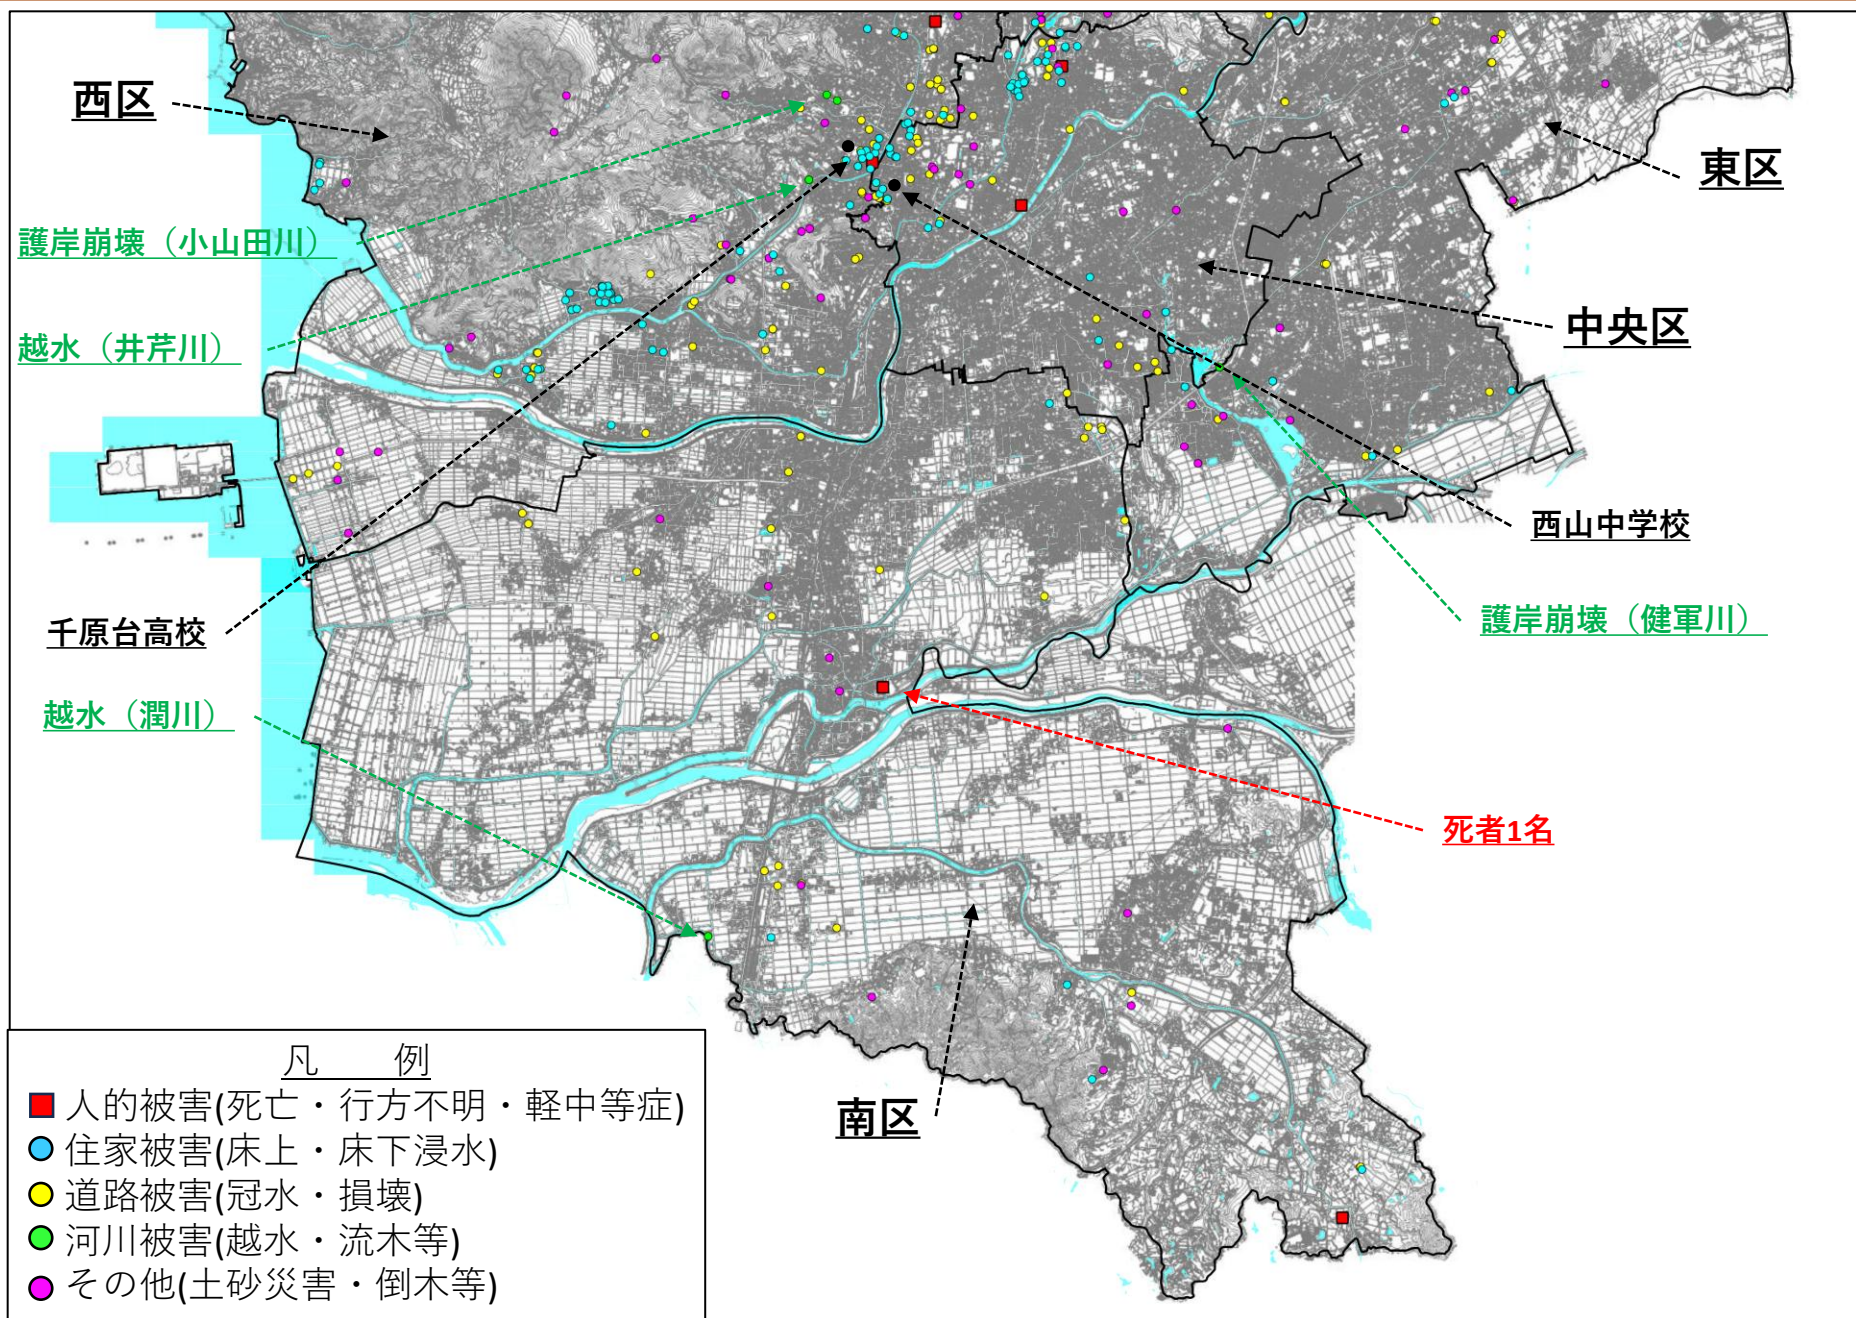 西区
東区
護岸崩壊（小山田川）
中央区
越水（井芹川）
西山中学校
千原台高校
護岸崩壊（健軍川）
越水（潤川）
死者1名
南区
凡　例
人的被害(死亡・行方不明・軽中等症)
住家被害(床上・床下浸水)
道路被害(冠水・損壊)
河川被害(越水・流木等)
その他(土砂災害・倒木等)